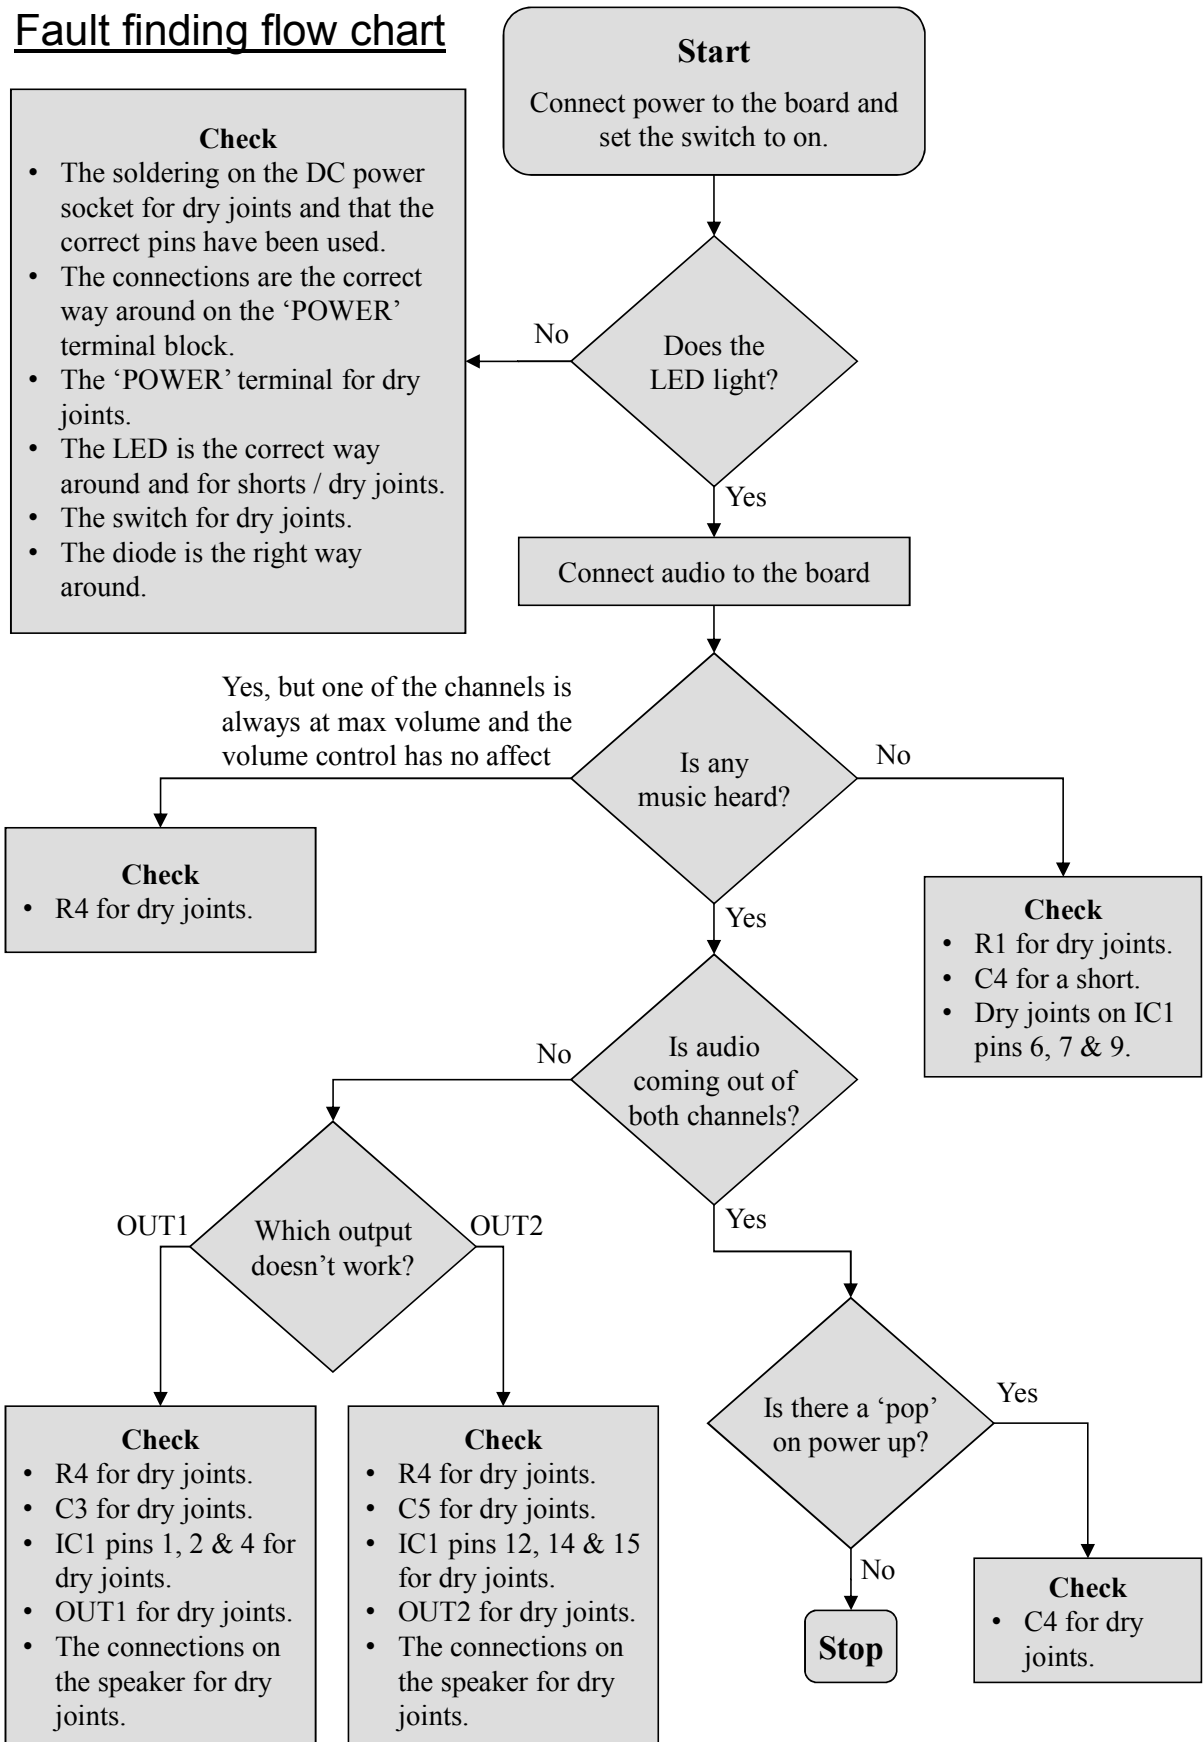 Fault finding flow chart
Start
Connect power to the board and
set the switch to on.
Check
• The soldering on the DC power
socket for dry joints and that the
correct pins have been used.
• The connections are the correct
way around on the ‘POWER’
terminal block.
• The ‘POWER’ terminal for dry
joints.
• The LED is the correct way
around and for shorts / dry joints.
• The switch for dry joints.
• The diode is the right way
around.
No
Does the
LED light?
Yes
Connect audio to the board
Yes, but one of the channels is
always at max volume and the
volume control has no affect
Is any
music heard?
No
Check
• R4 for dry joints.
Yes
Check
• R1 for dry joints.
• C4 for a short.
• Dry joints on IC1
pins 6, 7 & 9.
No
Is audio
coming out of
both channels?
Yes
OUT1
Which output
doesn’t work?
OUT2
Is there a ‘pop’
on power up?
Yes
No
Check
• R4 for dry joints.
• C3 for dry joints.
• IC1 pins 1, 2 & 4 for
dry joints.
• OUT1 for dry joints.
• The connections on
the speaker for dry
joints.
Check
• R4 for dry joints.
• C5 for dry joints.
• IC1 pins 12, 14 & 15
for dry joints.
• OUT2 for dry joints.
• The connections on
the speaker for dry
joints.
Stop
Check
• C4 for dry
joints.